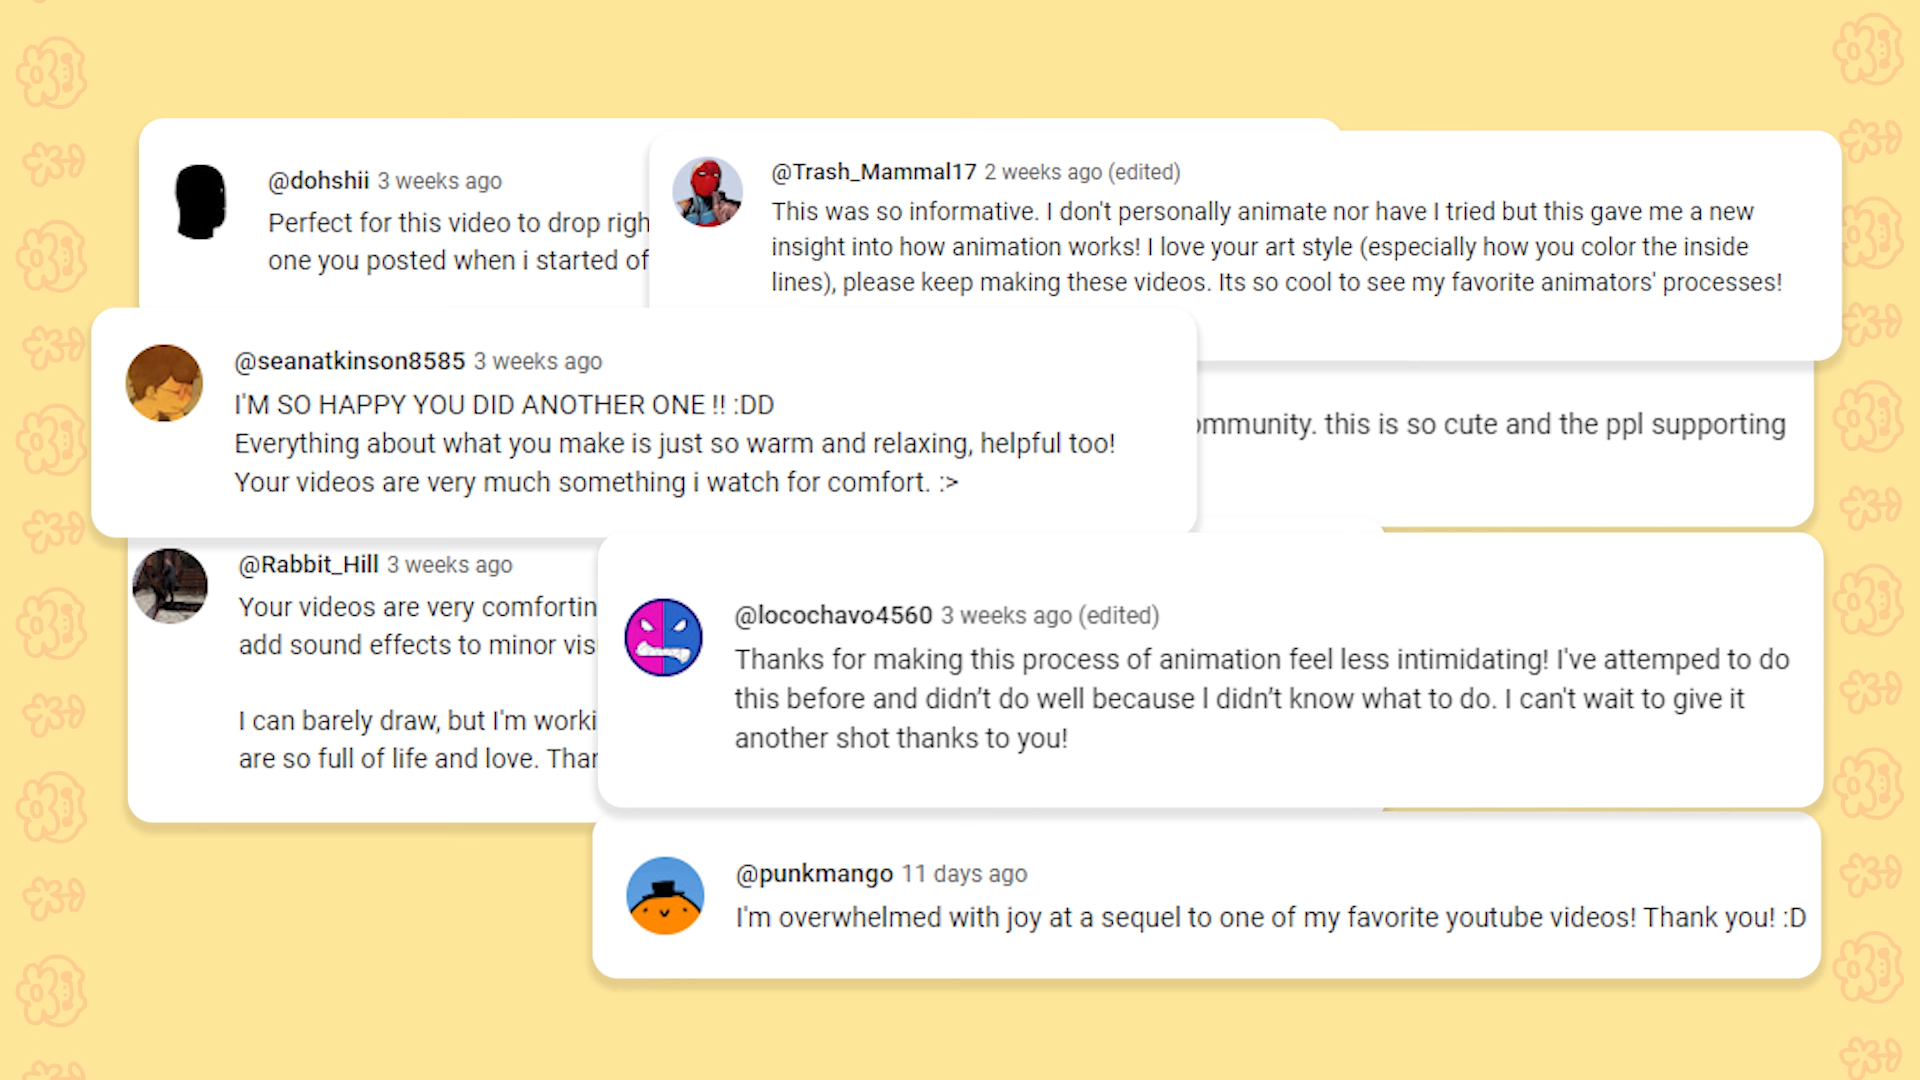 @dohshii 3 weeks ago
Perfect for this video to drop
one you posted when i started
@Trash_Mammal17 2 weeks ago (edited)
This was so informative. I don't personally animate nor have I tried but this gave me a new
insight into how animation works! I love your art style (especially how you color the inside
lines), please keep making these videos. Its so cool to see my favorite animators' processes!
@seanatkinson8585 3 weeks ago
I'M SO HAPPY YOU DID ANOTHER ONE !! :DD
Everything about what you make is just so warm and relaxing, helpful too!
Your videos are very much something i watch for comfort. :>
this is so cute and the ppl supporting
@Rabbit_Hill 3 weeks ago
Your videos are very
add sound effects to minor
I can barely draw, but I'm
are so full of life and love.
@locochavo4560 3 weeks ago (edited)
Thanks for making this process of animation feel less intimidating! I've attemped to do
this before and didn’t do well because I didn’t know what to do. I can't wait to give it
another shot thanks to you!
@punkmango 11 days ago
I'm overwhelmed with joy at a sequel to one of my favorite youtube videos! Thank you! :D